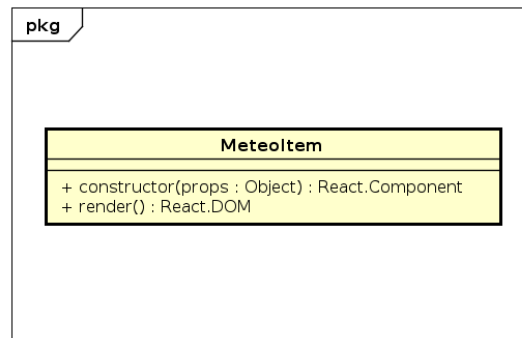 pkg
MeteoItem
+ constructor(props : Object) : React.Component
+ render() : React.DOM